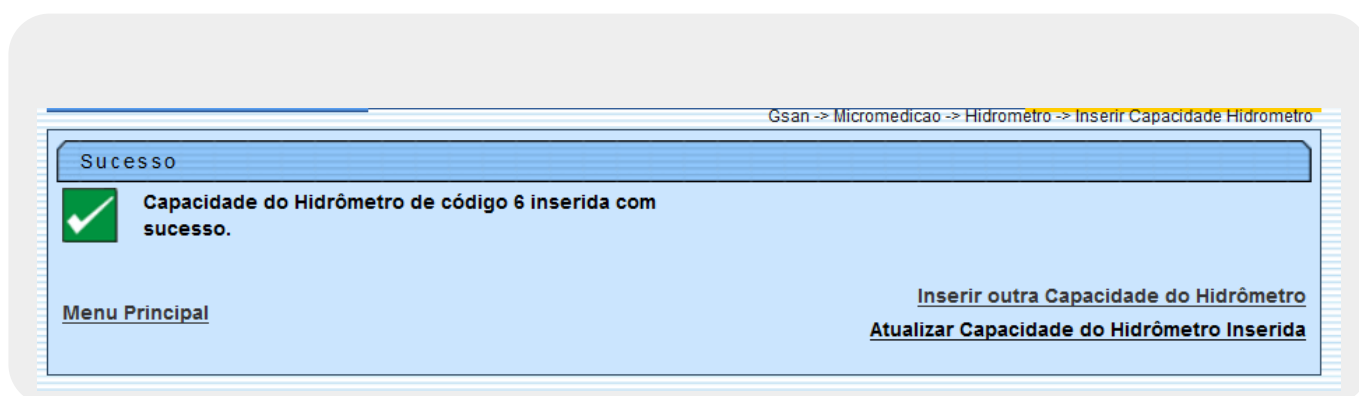 Gsan -> Micromedicao -> Hidrometro -> Inserir Capacidade Hidrometro
Sucesso
Capacidade do Hidrômetro de código 6 inserida com
sucesso.
Inserir outra Capacidade do Hidrômetro
Menu Principal
Atualizar Capacidade do Hidrômetro Inserida